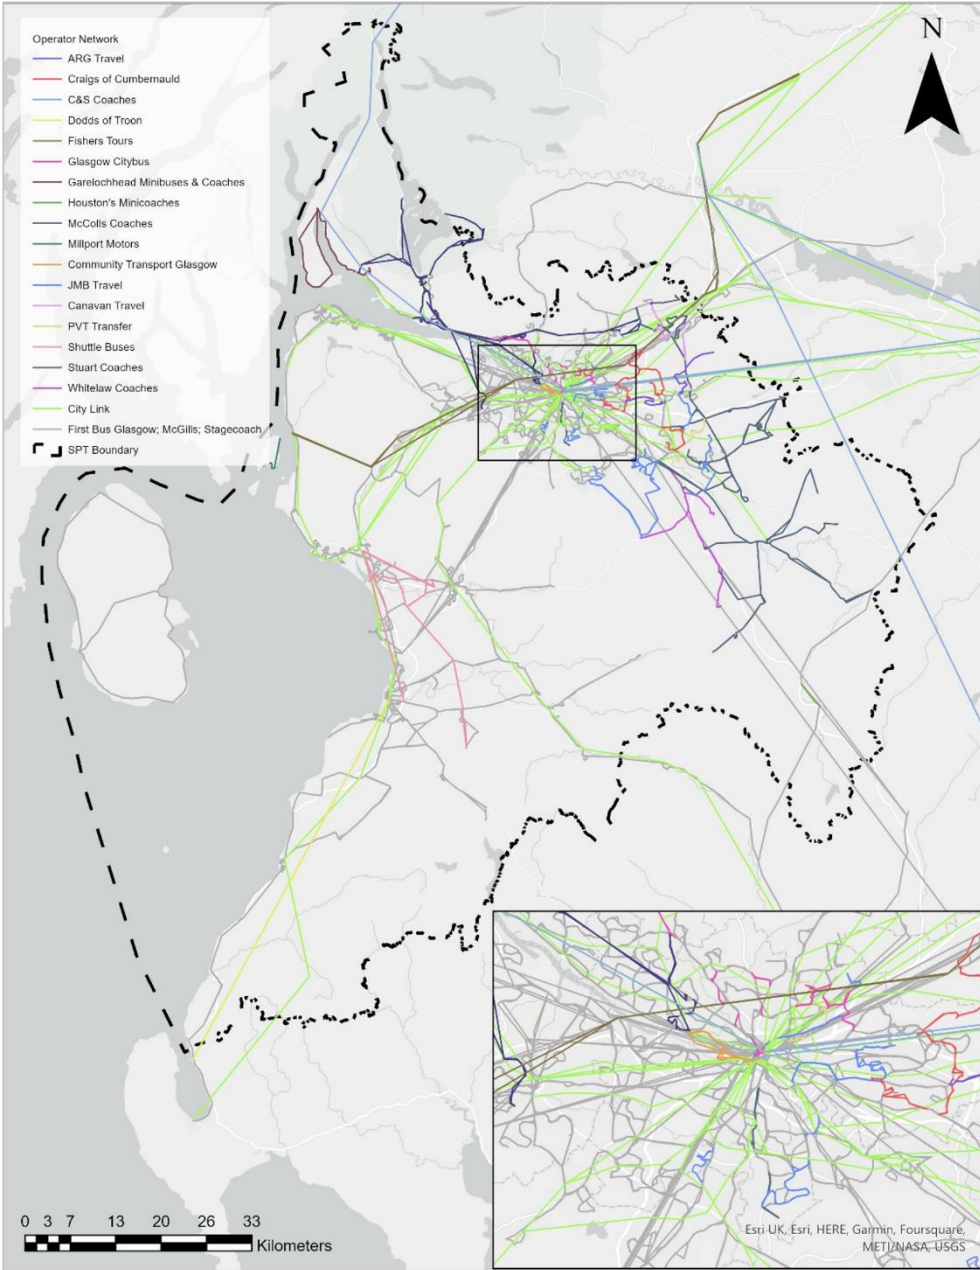 Operator Network
ARG Travel
Craigs of Cumbernauld
C&S Coaches
Dodds of Troon
Fishers Tours
Glasgow Citybus
Garelochhead Minibuses & Coaches
Houston's Minicoaches
McColls Coaches
Millport Motors
Community Transport Glasgow
JMB Travel
Canavan Travel
PVT Transfer
Shuttle Buses
Stuart Coaches
Whitelaw Coaches
City Link
First Bus Glasgow; McGills; Stagecoach
SPT Boundary
N
0 3 7 13 20 26 33
Kilometers
Esri UK, Esri, HERE, Garmin, Foursquare,
METI/NASA, USGS